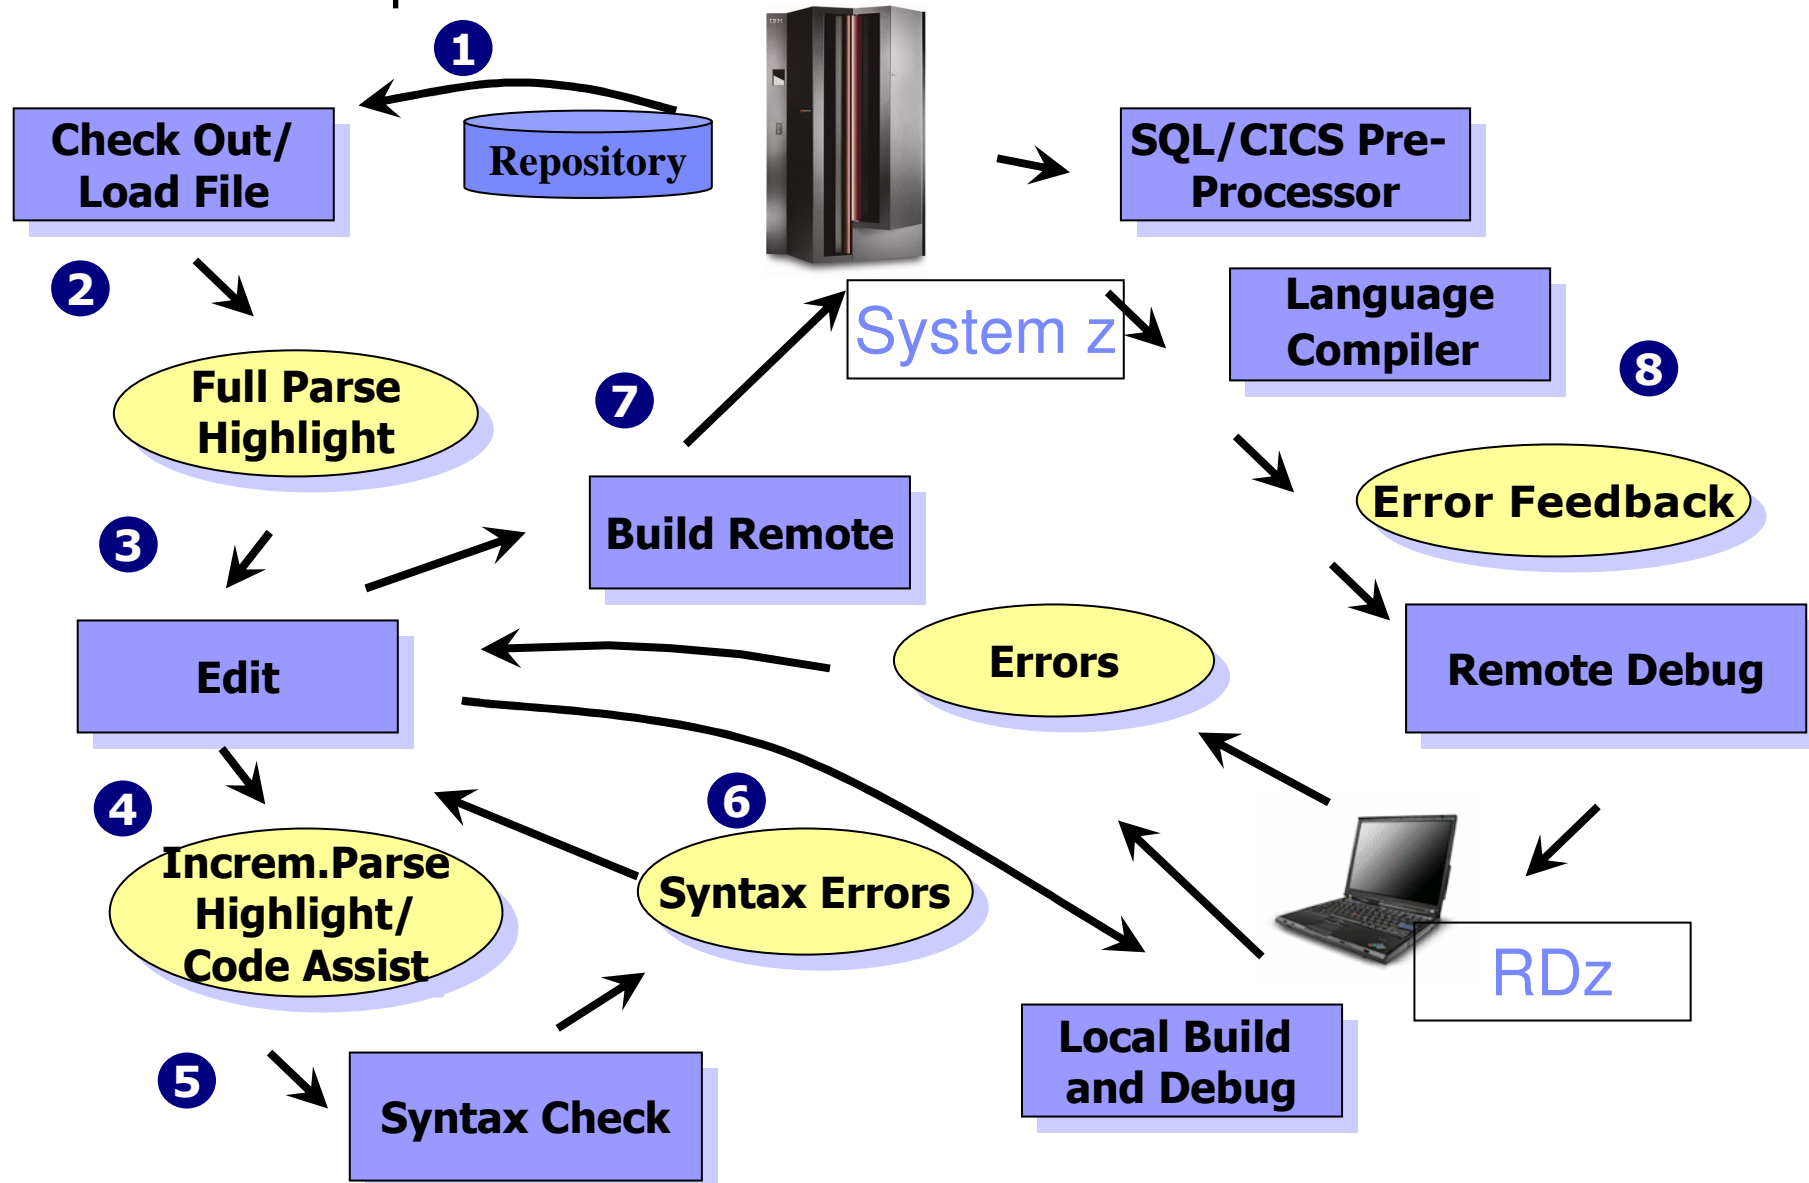 1
Check Out/
Load File
Repository
SQL/CICS Pre-
Processor
2
System z
Language
Compiler
8
Full Parse
Highlight
7
Error Feedback
3
Build Remote
Edit
Errors
Remote Debug
4
6
Increm.Parse
Highlight/
Code Assist
Syntax Errors
RDz
5
Syntax Check
Local Build
and Debug